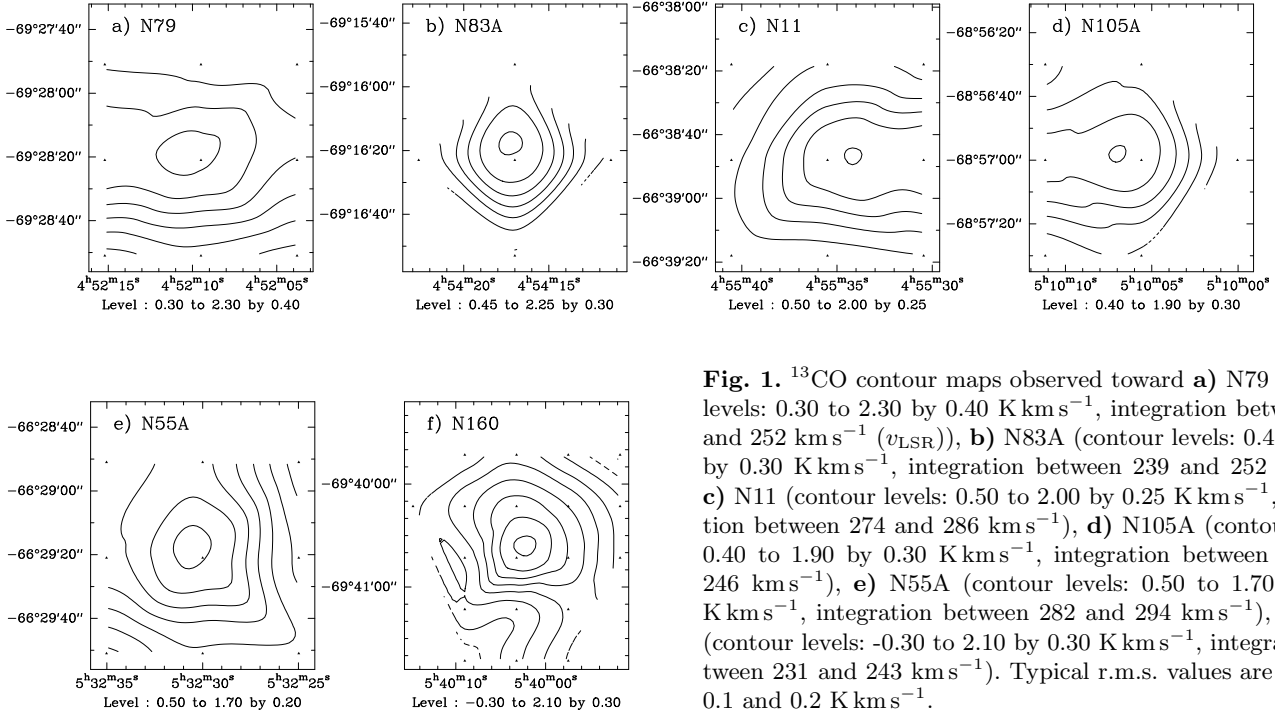 a) N79
−69°27′40″
−69°28′00″
−69°28′20″
−69°28′40″
4ʰ52ᵐ15ˢ 4ʰ52ᵐ10ˢ 4ʰ52ᵐ05ˢ
Level : 0.30 to 2.30 by 0.40
b) N83A
−69°15′40″
−69°16′00″
−69°16′20″
−69°16′40″
4ʰ54ᵐ20ˢ 4ʰ54ᵐ15ˢ
Level : 0.45 to 2.25 by 0.30
c) N11
−66°38′00″
−66°38′20″
−66°38′40″
−66°39′00″
−66°39′20″
4ʰ55ᵐ40ˢ 4ʰ55ᵐ35ˢ 4ʰ55ᵐ30ˢ
Level : 0.50 to 2.00 by 0.25
d) N105A
−68°56′20″
−68°56′40″
−68°57′00″
−68°57′20″
5ʰ10ᵐ10ˢ 5ʰ10ᵐ05ˢ 5ʰ10ᵐ00ˢ
Level : 0.40 to 1.90 by 0.30
e) N55A
−66°28′40″
−66°29′00″
−66°29′20″
−66°29′40″
5ʰ32ᵐ35ˢ 5ʰ32ᵐ30ˢ 5ʰ32ᵐ25ˢ
Level : 0.50 to 1.70 by 0.20
f) N160
−69°40′00″
−69°41′00″
5ʰ40ᵐ10ˢ 5ʰ40ᵐ00ˢ
Level : −0.30 to 2.10 by 0.30
Fig. 1. ¹³CO contour maps observed toward a) N79
levels: 0.30 to 2.30 by 0.40 K km s⁻¹, integration betw
and 252 km s⁻¹ (v_LSR)), b) N83A (contour levels: 0.4
by 0.30 K km s⁻¹, integration between 239 and 252
c) N11 (contour levels: 0.50 to 2.00 by 0.25 K km s⁻¹,
tion between 274 and 286 km s⁻¹), d) N105A (contou
0.40 to 1.90 by 0.30 K km s⁻¹, integration between
246 km s⁻¹), e) N55A (contour levels: 0.50 to 1.70
K km s⁻¹, integration between 282 and 294 km s⁻¹),
(contour levels: -0.30 to 2.10 by 0.30 K km s⁻¹, integra
tween 231 and 243 km s⁻¹). Typical r.m.s. values are
0.1 and 0.2 K km s⁻¹.